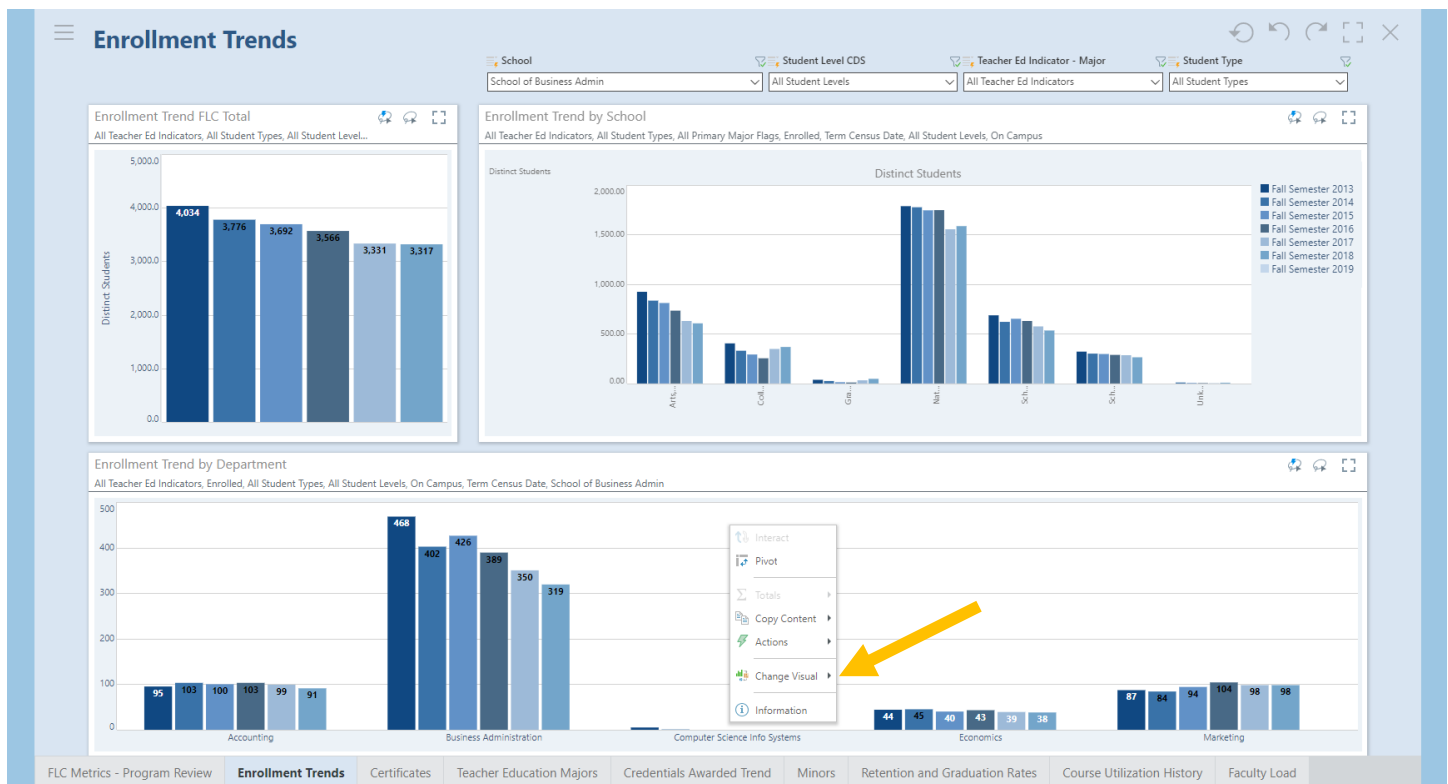 Enrollment Trends
School
Student Level CDS
Teacher Ed Indicator - Major
Student Type
School of Business Admin
All Student Levels
All Teacher Ed Indicators
All Student Types
Enrollment Trend FLC Total
All Teacher Ed Indicators, All Student Types, All Student Level...
5,000.0
4,000.0
3,000.0
2,000.0
1,000.0
0.0
Distinct Students
4,034
3,776
3,692
3,566
3,331
3,317
Enrollment Trend by School
All Teacher Ed Indicators, All Student Types, All Primary Major Flags, Enrolled, Term Census Date, All Student Levels, On Campus
Distinct Students
Distinct Students
2,000.00
1,500.00
1,000.00
500.00
0.00
Arts,...
Coll...
Gra...
Nat...
Sch...
Sch...
Unk...
Fall Semester 2013
Fall Semester 2014
Fall Semester 2015
Fall Semester 2016
Fall Semester 2017
Fall Semester 2018
Fall Semester 2019
Enrollment Trend by Department
All Teacher Ed Indicators, Enrolled, All Student Types, All Student Levels, On Campus, Term Census Date, School of Business Admin
500
400
300
200
100
0
95
103
100
103
99
91
468
402
426
389
350
319
44
45
40
43
39
38
87
84
94
104
98
98
Accounting
Business Administration
Computer Science Info Systems
Economics
Marketing
Interact
Pivot
Totals
Copy Content
Actions
Change Visual
Information
FLC Metrics - Program Review
Enrollment Trends
Certificates
Teacher Education Majors
Credentials Awarded Trend
Minors
Retention and Graduation Rates
Course Utilization History
Faculty Load